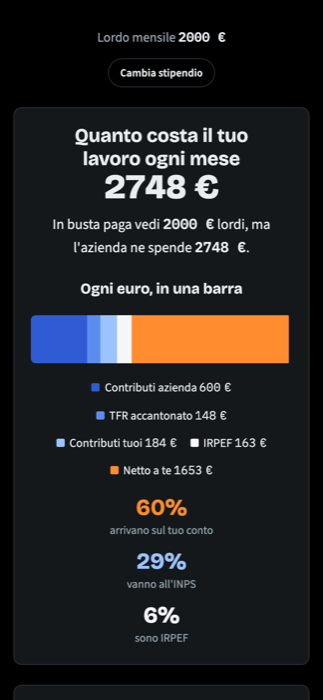 Lordo mensile 2000 €
Cambia stipendio
Quanto costa il tuo
lavoro ogni mese
2748 €
In busta paga vedi 2000 € lordi, ma
l'azienda ne spende 2748 €.
Ogni euro, in una barra
Contributi azienda 600 €
TFR accantonato 148 €
Contributi tuoi 184 € IRPEF 163 €
Netto a te 1653 €
60%
arrivano sul tuo conto
29%
vanno all'INPS
6%
sono IRPEF